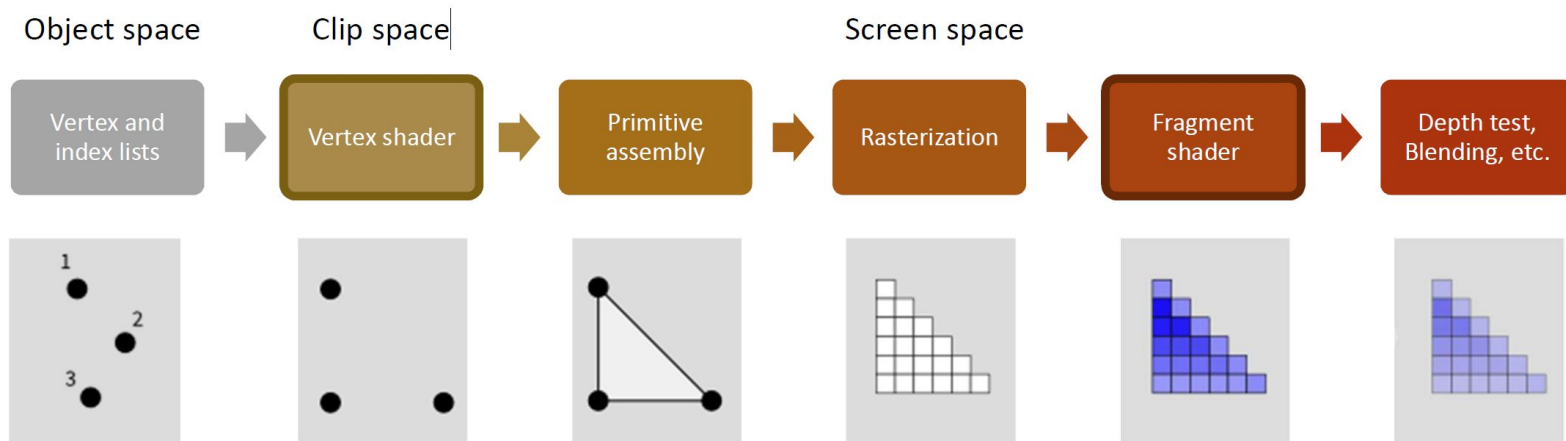 Object space
Clip space
Screen space
Vertex and
index lists
Vertex shader
Primitive
assembly
Rasterization
Fragment
shader
Depth test,
Blending, etc.
1
2
3